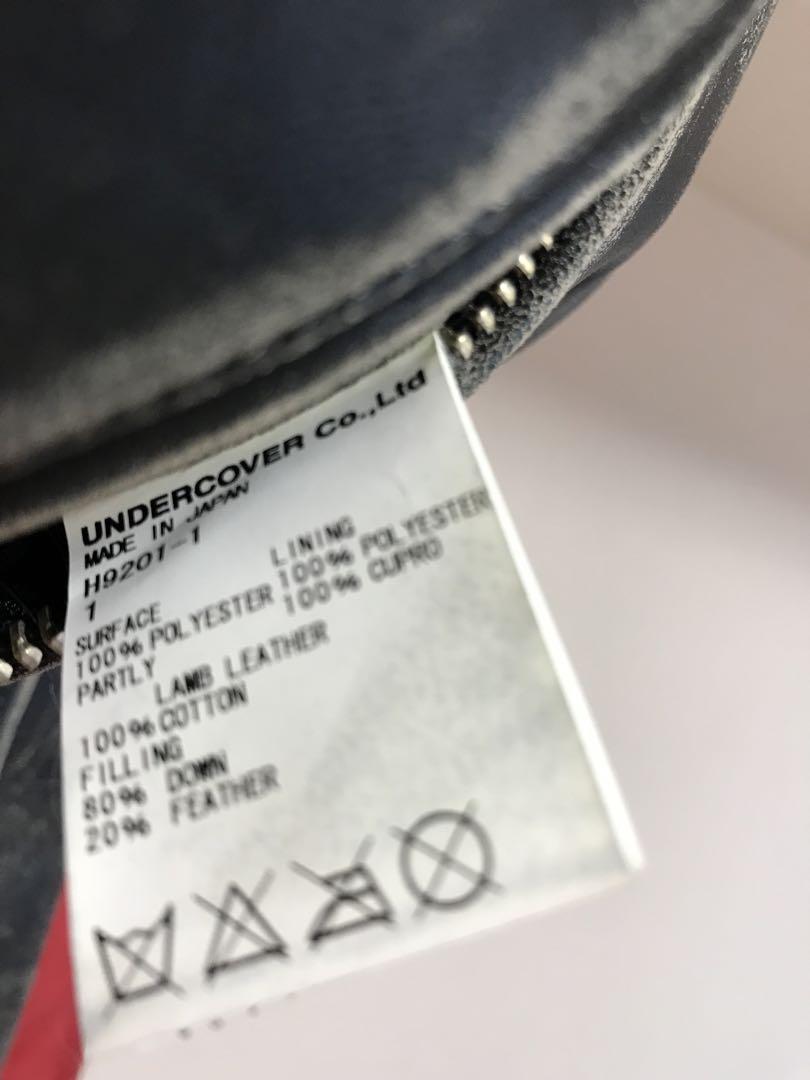 UNDERCOVER Co.,Ltd
MADE IN JAPAN
H9201-1
1
SURFACE
100% POLYESTER
LINING
100% POLYESTER
100% CUPRO
PARTLY
LAMB LEATHER
100% COTTON
FILLING
80% DOWN
20% FEATHER